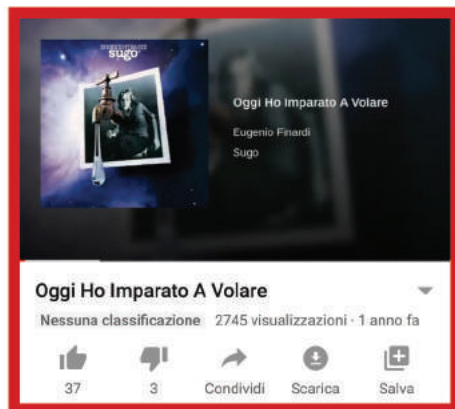 sugo
Oggi Ho Imparato A Volare
Eugenio Finardi
Sugo
Oggi Ho Imparato A Volare
Nessuna classificazione 2745 visualizzazioni · 1 anno fa
37 3 Condividi Scarica Salva